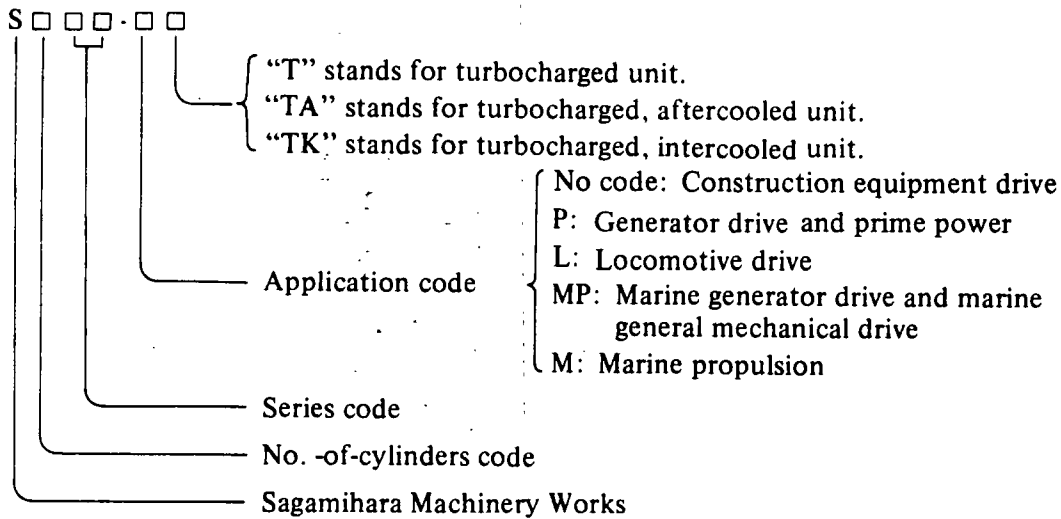 S□ □□-□□
“T” stands for turbocharged unit.
“TA” stands for turbocharged, aftercooled unit.
“TK” stands for turbocharged, intercooled unit.
No code: Construction equipment drive
P: Generator drive and prime power
L: Locomotive drive
Application code
MP: Marine generator drive and marine
general mechanical drive
M: Marine propulsion
Series code
No. -of-cylinders code
Sagamihara Machinery Works